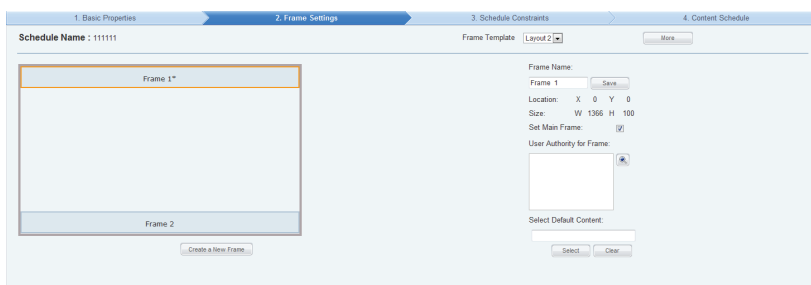 1. Basic Properties 2. Frame Settings 3. Schedule Constraints 4. Content Schedule
Schedule Name : 111111 Frame Template Layout 2 More
Frame 1*
Frame 2
Create a New Frame
Frame Name:
Frame 1 Save
Location: X 0 Y 0
Size: W 1366 H 100
Set Main Frame:
User Authority for Frame:
Select Default Content:
Select Clear